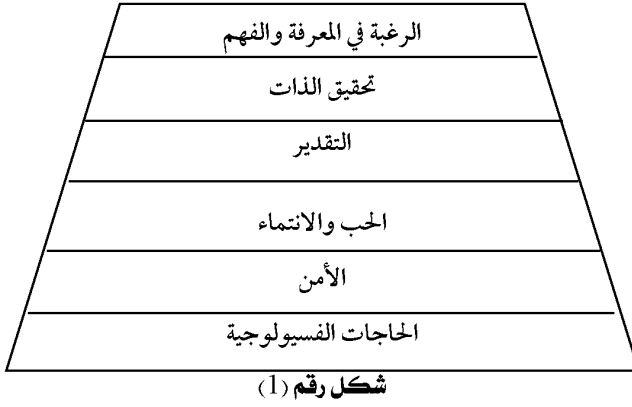 الرغبة في المعرفة والفهم
تحقيق الذات
التقدير
الحب والانتماء
الأمن
الحاجات الفسيولوجية
شكل رقم (1)